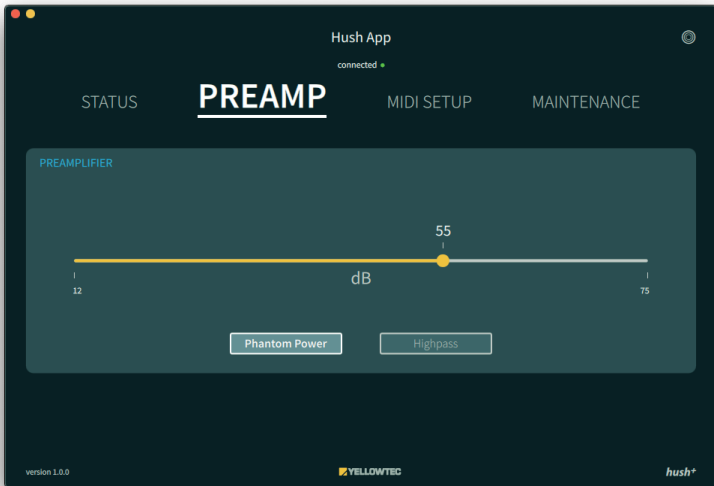 Hush App
connected
STATUS PREAMP MIDI SETUP MAINTENANCE
PREAMPLIFIER
55
dB
12 75
Phantom Power Highpass
version 1.0.0 YELLOWTEC hush+